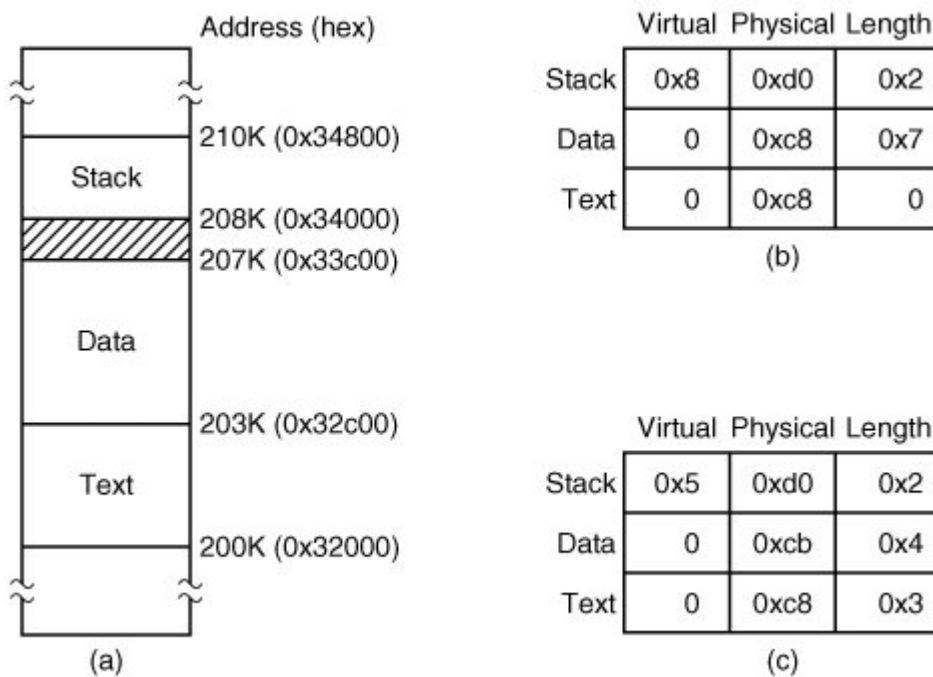 Address (hex)
210K (0x34800)
Stack
208K (0x34000)
207K (0x33c00)
Data
203K (0x32c00)
Text
200K (0x32000)
(a)
Virtual Physical Length
Stack 0x8 0xd0 0x2
Data 0 0xc8 0x7
Text 0 0xc8 0
(b)
Virtual Physical Length
Stack 0x5 0xd0 0x2
Data 0 0xcb 0x4
Text 0 0xc8 0x3
(c)